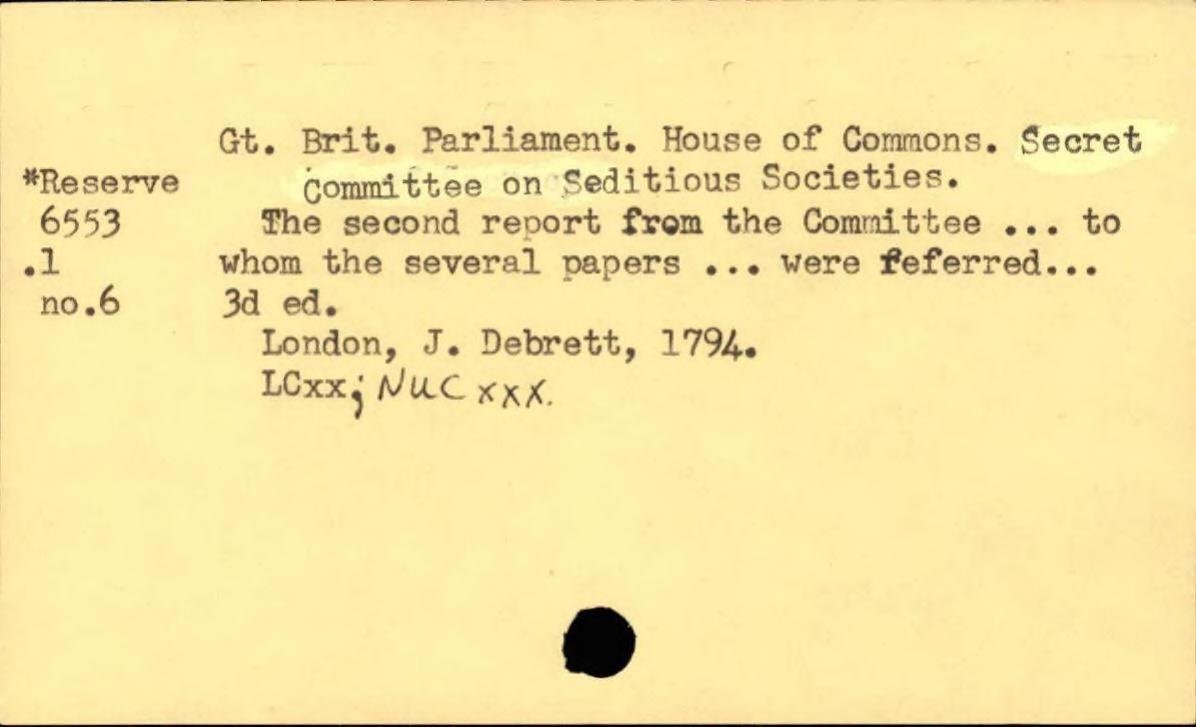 Gt. Brit. Parliament. House of Commons. Secret
*Reserve Committee on Seditious Societies.
6553 The second report from the Committee ... to
.1 whom the several papers ... were referred...
no.6 3d ed.
London, J. Debrett, 1794.
LCxx; NUC xxx.